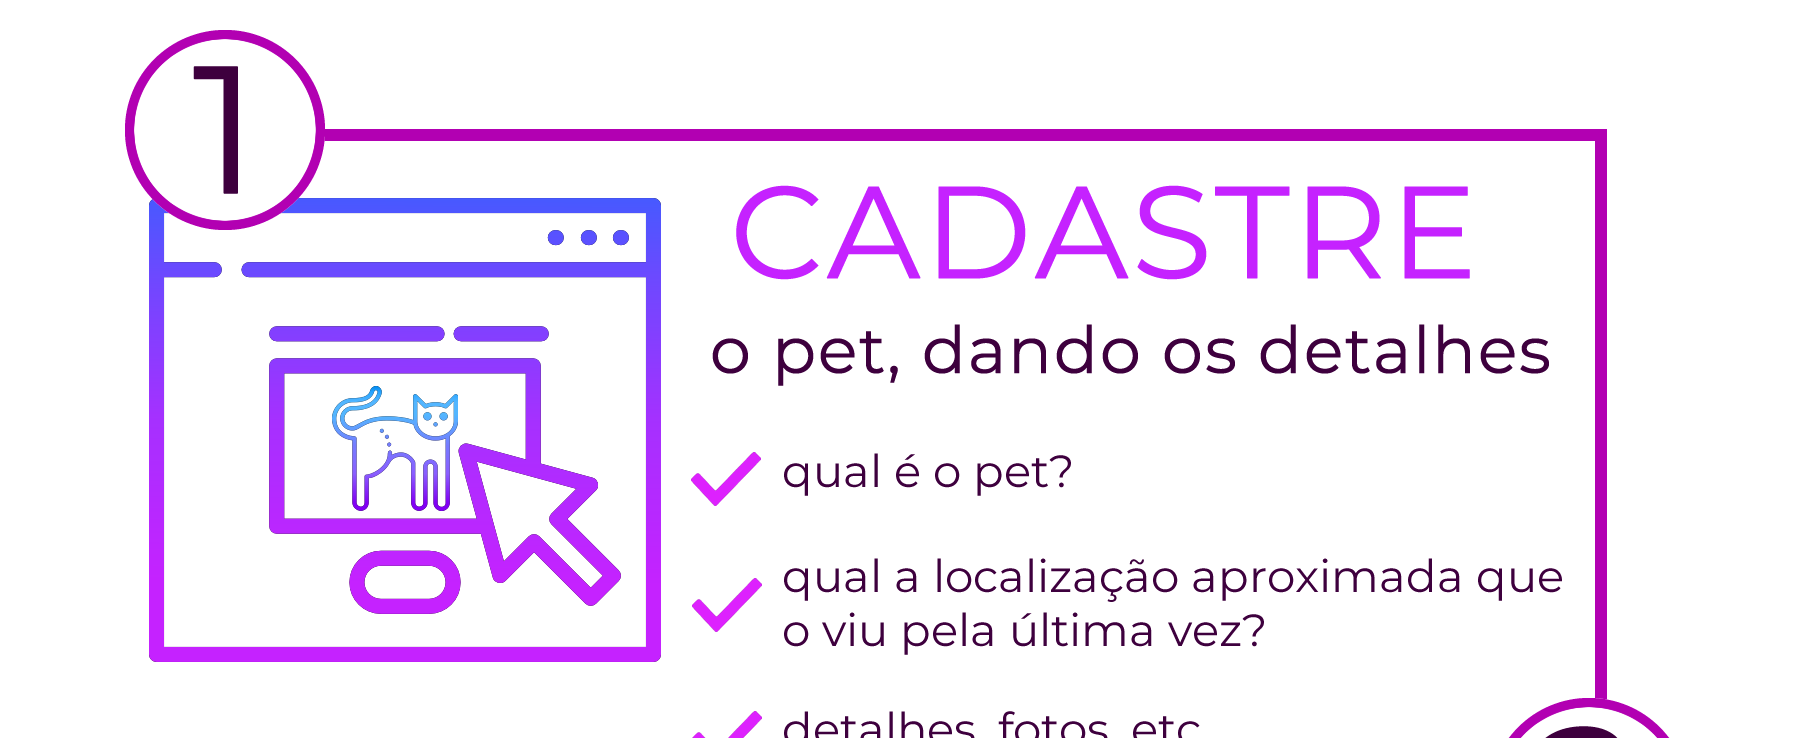 1
CADASTRE
o pet, dando os detalhes
qual é o pet?
qual a localização aproximada que
o viu pela última vez?
detalhes, fotos, etc